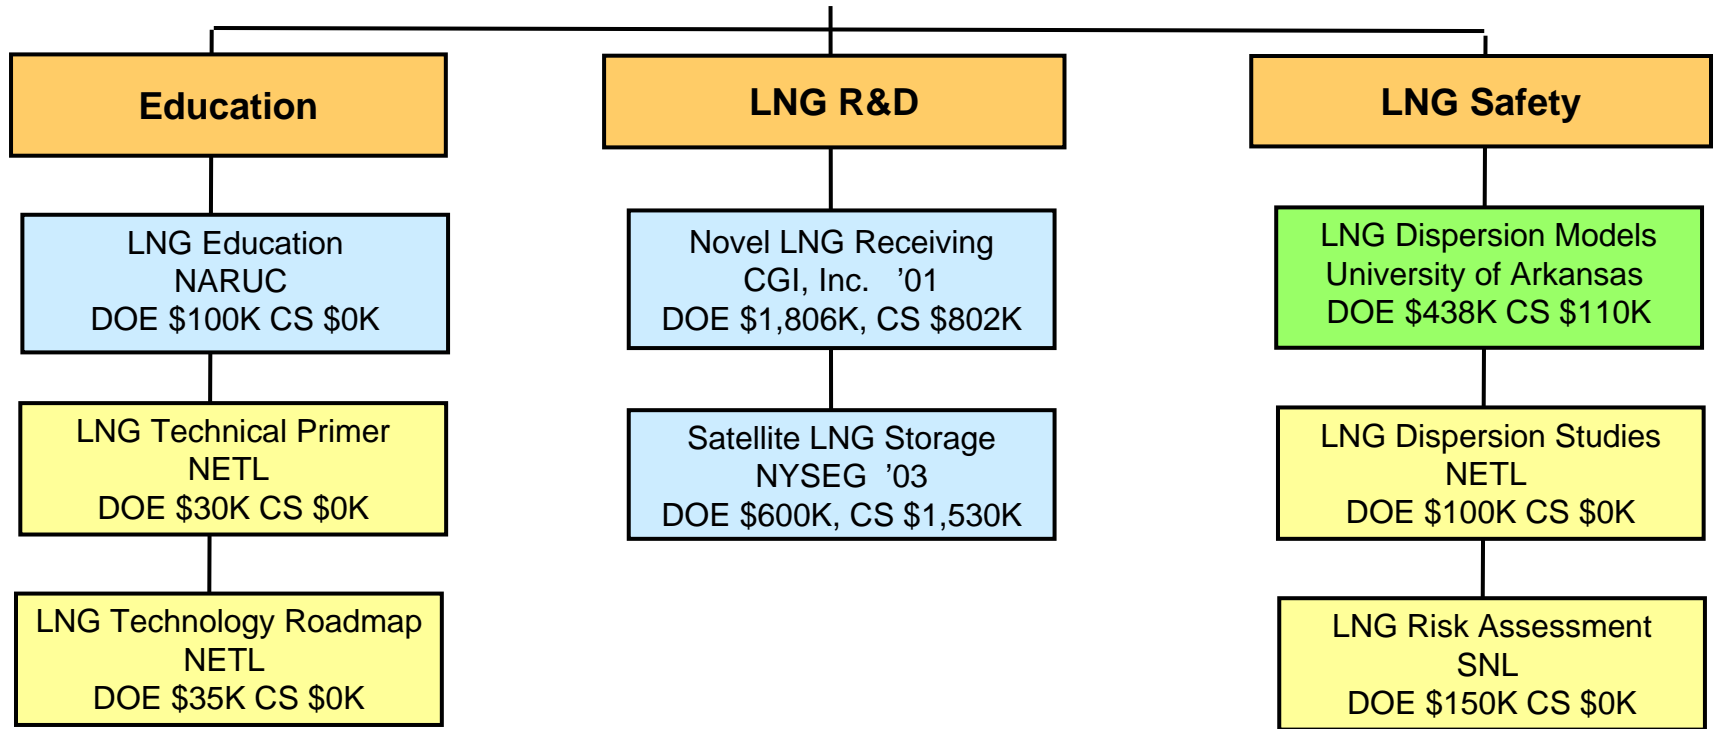 Education
LNG Education
NARUC
DOE $100K CS $0K
LNG Technical Primer
NETL
DOE $30K CS $0K
LNG Technology Roadmap
NETL
DOE $35K CS $0K
LNG R&D
Novel LNG Receiving
CGI, Inc. ’01
DOE $1,806K, CS $802K
Satellite LNG Storage
NYSEG ’03
DOE $600K, CS $1,530K
LNG Safety
LNG Dispersion Models
University of Arkansas
DOE $438K CS $110K
LNG Dispersion Studies
NETL
DOE $100K CS $0K
LNG Risk Assessment
SNL
DOE $150K CS $0K